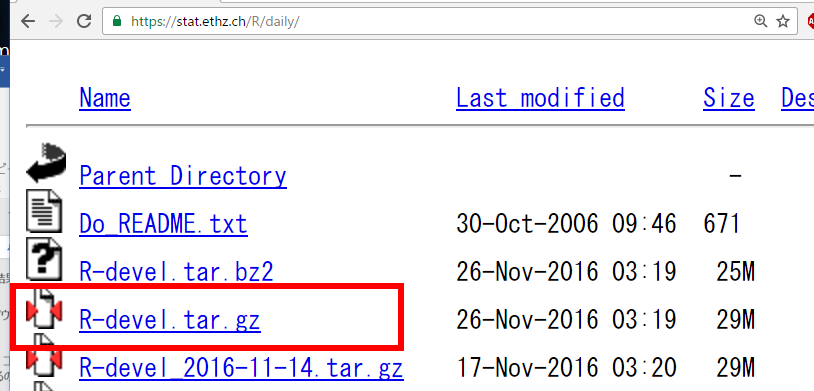 https://stat.ethz.ch/R/daily/
Name Last modified Size Des
Parent Directory -
Do_README.txt 30-Oct-2006 09:46 671
R-devel.tar.bz2 26-Nov-2016 03:19 25M
R-devel.tar.gz 26-Nov-2016 03:19 29M
R-devel_2016-11-14.tar.gz 17-Nov-2016 03:20 29M